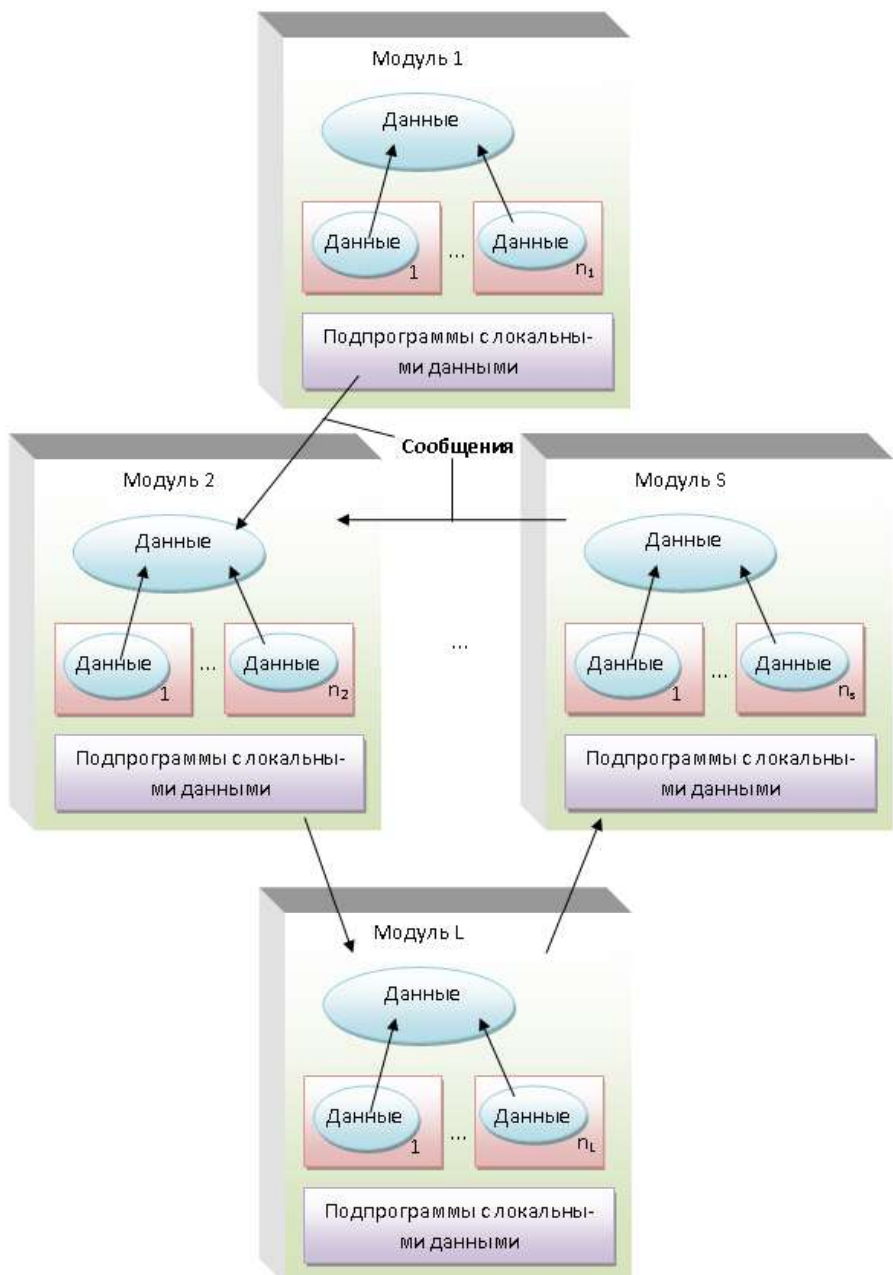 Модуль 1
Данные
Данные
1
...
Данные
n₁
Подпрограммы с локальны-
ми данными
Сообщения
Модуль 2
Данные
Данные
1
...
Данные
n₂
Подпрограммы с локальны-
ми данными
...
Модуль S
Данные
Данные
1
...
Данные
nₛ
Подпрограммы с локальны-
ми данными
Модуль L
Данные
Данные
1
...
Данные
n_L
Подпрограммы с локальны-
ми данными